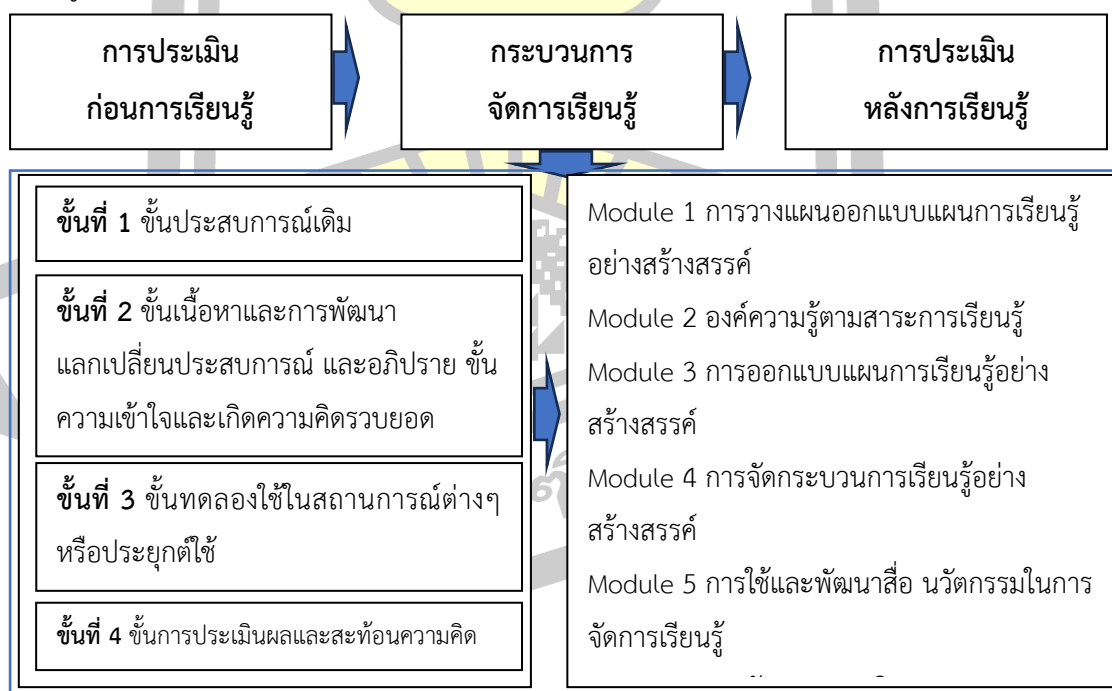 การประเมิน
ก่อนการเรียนรู้
กระบวนการ
จัดการเรียนรู้
การประเมิน
หลังการเรียนรู้
ขั้นที่ 1 ขั้นประสบการณ์เดิม
ขั้นที่ 2 ขั้นเนื้อหาและการพัฒนา
แลกเปลี่ยนประสบการณ์ และอภิปราย ขั้น
ความเข้าใจและเกิดความคิดรวบยอด
ขั้นที่ 3 ขั้นทดลองใช้ในสถานการณ์ต่างๆ
หรือประยุกต์ใช้
ขั้นที่ 4 ขั้นการประเมินผลและสะท้อนความคิด
Module 1 การวางแผนออกแบบแผนการเรียนรู้
อย่างสร้างสรรค์
Module 2 องค์ความรู้ตามสาระการเรียนรู้
Module 3 การออกแบบแผนการเรียนรู้อย่าง
สร้างสรรค์
Module 4 การจัดกระบวนการเรียนรู้อย่าง
สร้างสรรค์
Module 5 การใช้และพัฒนาสื่อ นวัตกรรมในการ
จัดการเรียนรู้